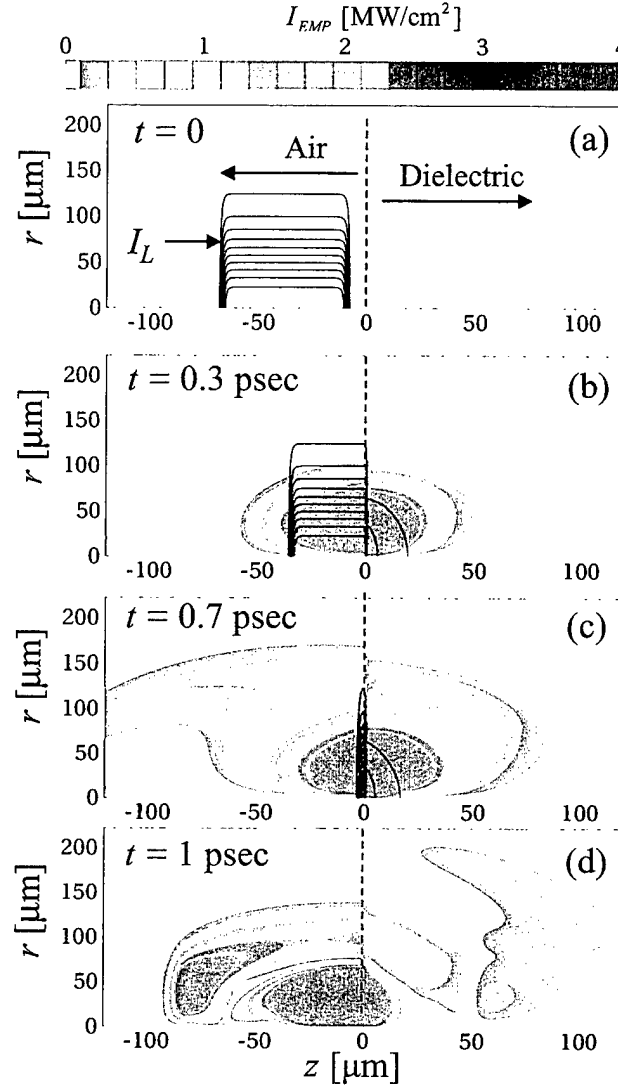 I_EMP [MW/cm²]
0 1 2 3 4
200
150
100
50
0
r [μm]
t = 0
(a)
Air
Dielectric
I_L
-100 -50 0 50 100
200
150
100
50
0
r [μm]
t = 0.3 psec
(b)
-100 -50 0 50 100
200
150
100
50
0
r [μm]
t = 0.7 psec
(c)
-100 -50 0 50 100
200
150
100
50
0
r [μm]
t = 1 psec
(d)
-100 -50 0 50 100
z [μm]